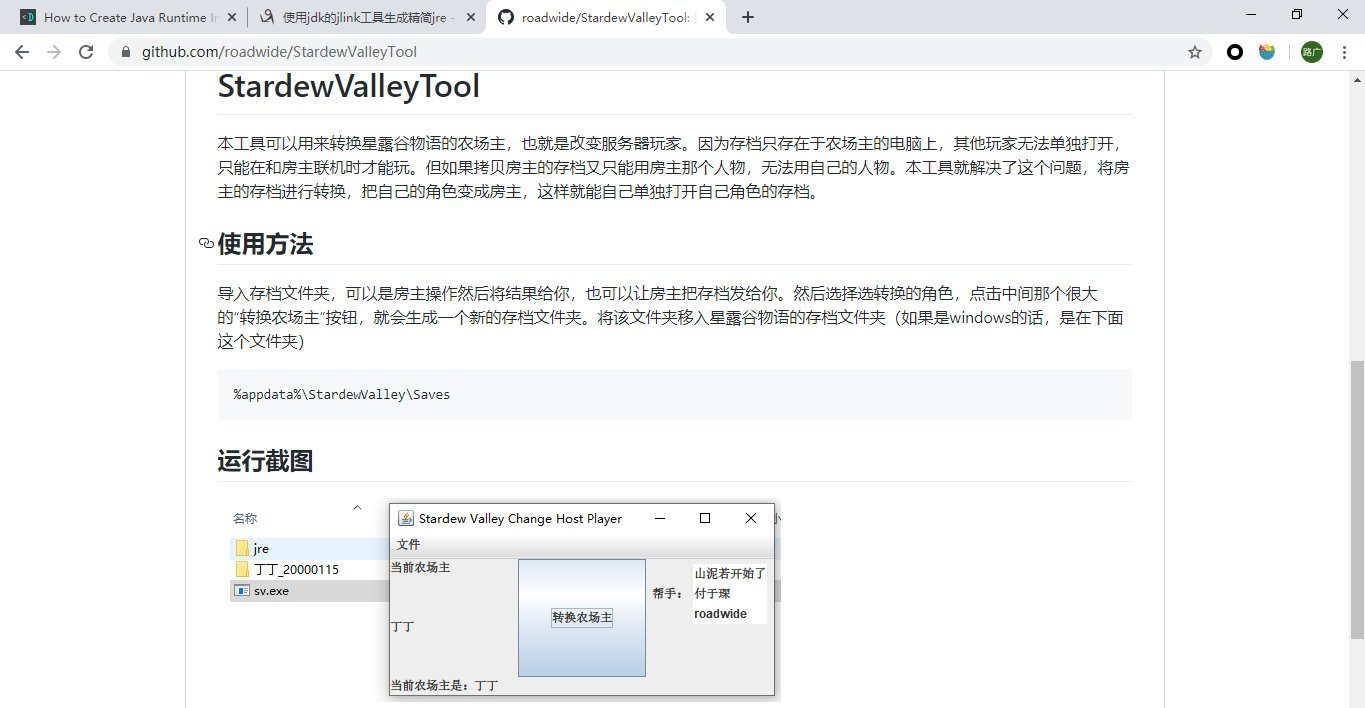 How to Create Java Runtime I
使用jdk的jlink工具生成精简jre -
roadwide/StardewValleyTool:
github.com/roadwide/StardewValleyTool
路广
StardewValleyTool
本工具可以用来转换星露谷物语的农场主，也就是改变服务器玩家。因为存档只存在于农场主的电脑上，其他玩家无法单独打开，
只能在和房主联机时才能玩。但如果拷贝房主的存档又只能用房主那个人物，无法用自己的人物。本工具就解决了这个问题，将房
主的存档进行转换，把自己的角色变成房主，这样就能自己单独打开自己角色的存档。
使用方法
导入存档文件夹，可以是房主操作然后将结果给你，也可以让房主把存档发给你。然后选择选转换的角色，点击中间那个很大
的“转换农场主”按钮，就会生成一个新的存档文件夹。将该文件夹移入星露谷物语的存档文件夹（如果是windows的话，是在下面
这个文件夹）
%appdata%\StardewValley\Saves
运行截图
名称
jre
丁丁_20000115
sv.exe
Stardew Valley Change Host Player
文件
当前农场主
丁丁
转换农场主
帮手：
山泥若开始了
付于琛
roadwide
当前农场主是：丁丁